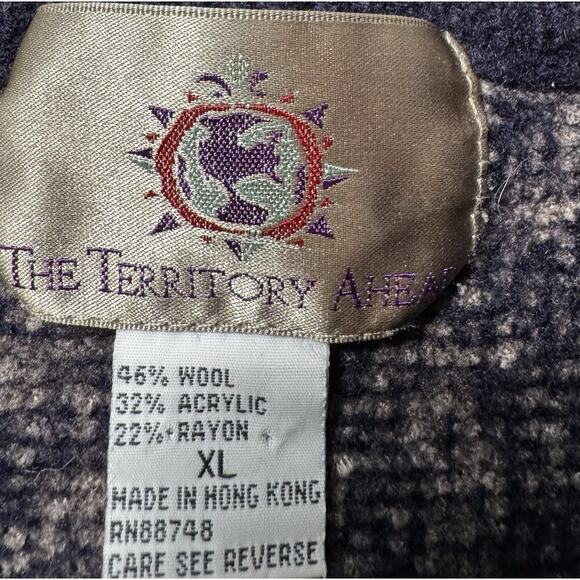 THE TERRITORY AHEAD
46% WOOL
32% ACRYLIC
22% RAYON
XL
MADE IN HONG KONG
RN88748
CARE SEE REVERSE